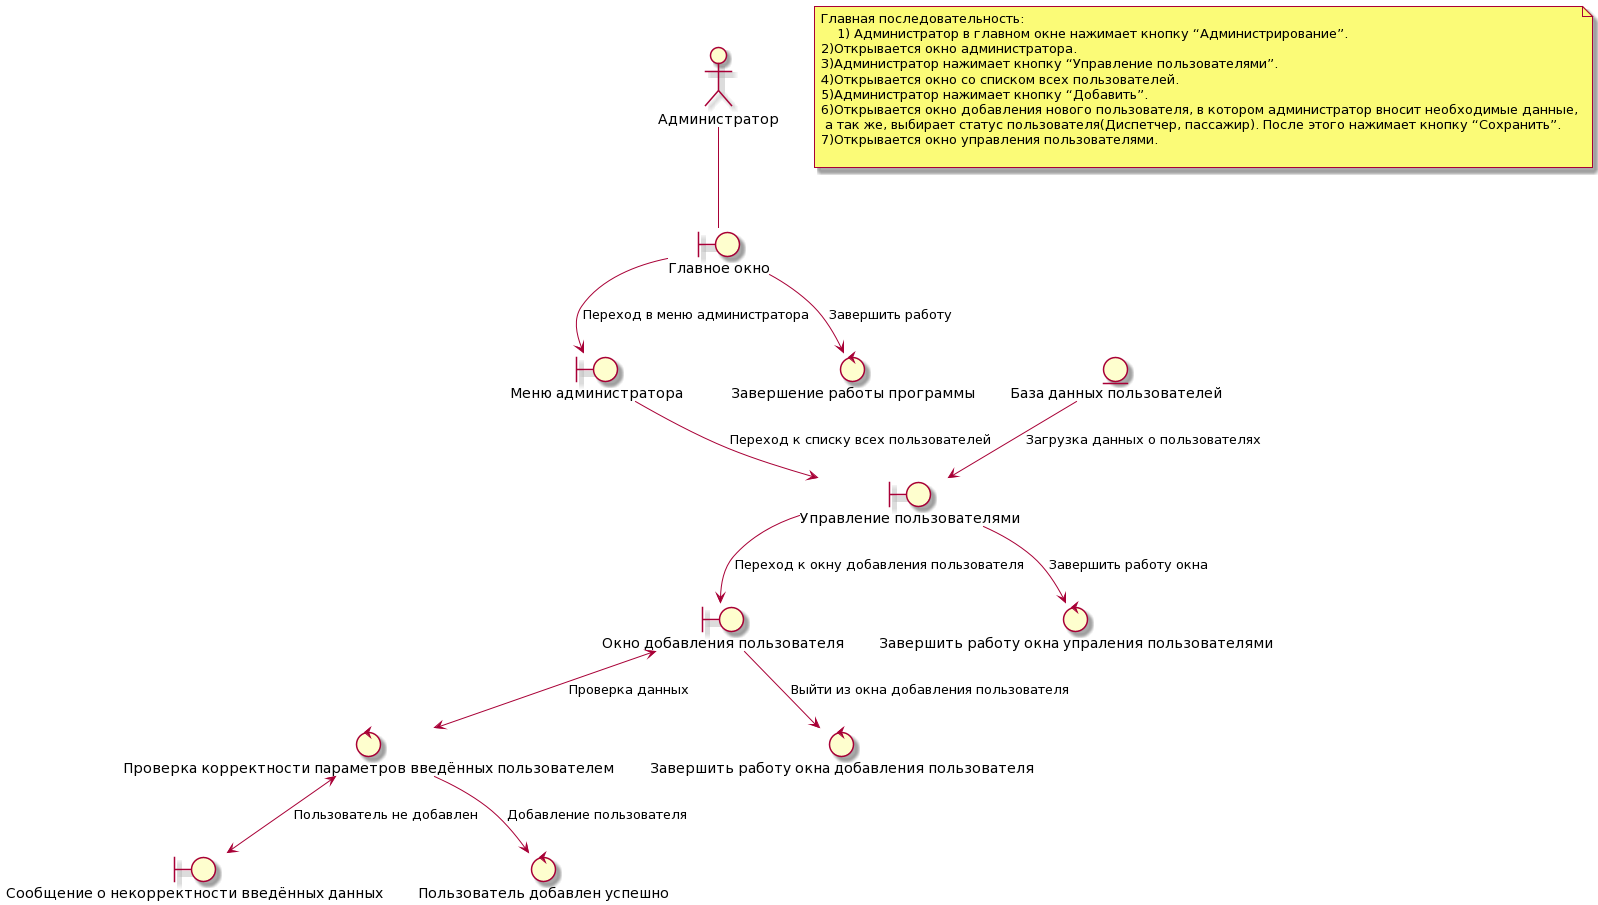 Главная последовательность:
1) Администратор в главном окне нажимает кнопку “Администрирование”.
2)Открывается окно администратора.
3)Администратор нажимает кнопку “Управление пользователями”.
4)Открывается окно со списком всех пользователей.
5)Администратор нажимает кнопку “Добавить”.
6)Открывается окно добавления нового пользователя, в котором администратор вносит необходимые данные,
а так же, выбирает статус пользователя(Диспетчер, пассажир). После этого нажимает кнопку “Сохранить”.
7)Открывается окно управления пользователями.
Администратор
Главное окно
Переход в меню администратора
Завершить работу
Меню администратора
Завершение работы программы
База данных пользователей
Переход к списку всех пользователей
Загрузка данных о пользователях
Управление пользователями
Переход к окну добавления пользователя
Завершить работу окна
Окно добавления пользователя
Завершить работу окна упраления пользователями
Проверка данных
Выйти из окна добавления пользователя
Проверка корректности параметров введённых пользователем
Завершить работу окна добавления пользователя
Пользователь не добавлен
Добавление пользователя
Сообщение о некорректности введённых данных
Пользователь добавлен успешно